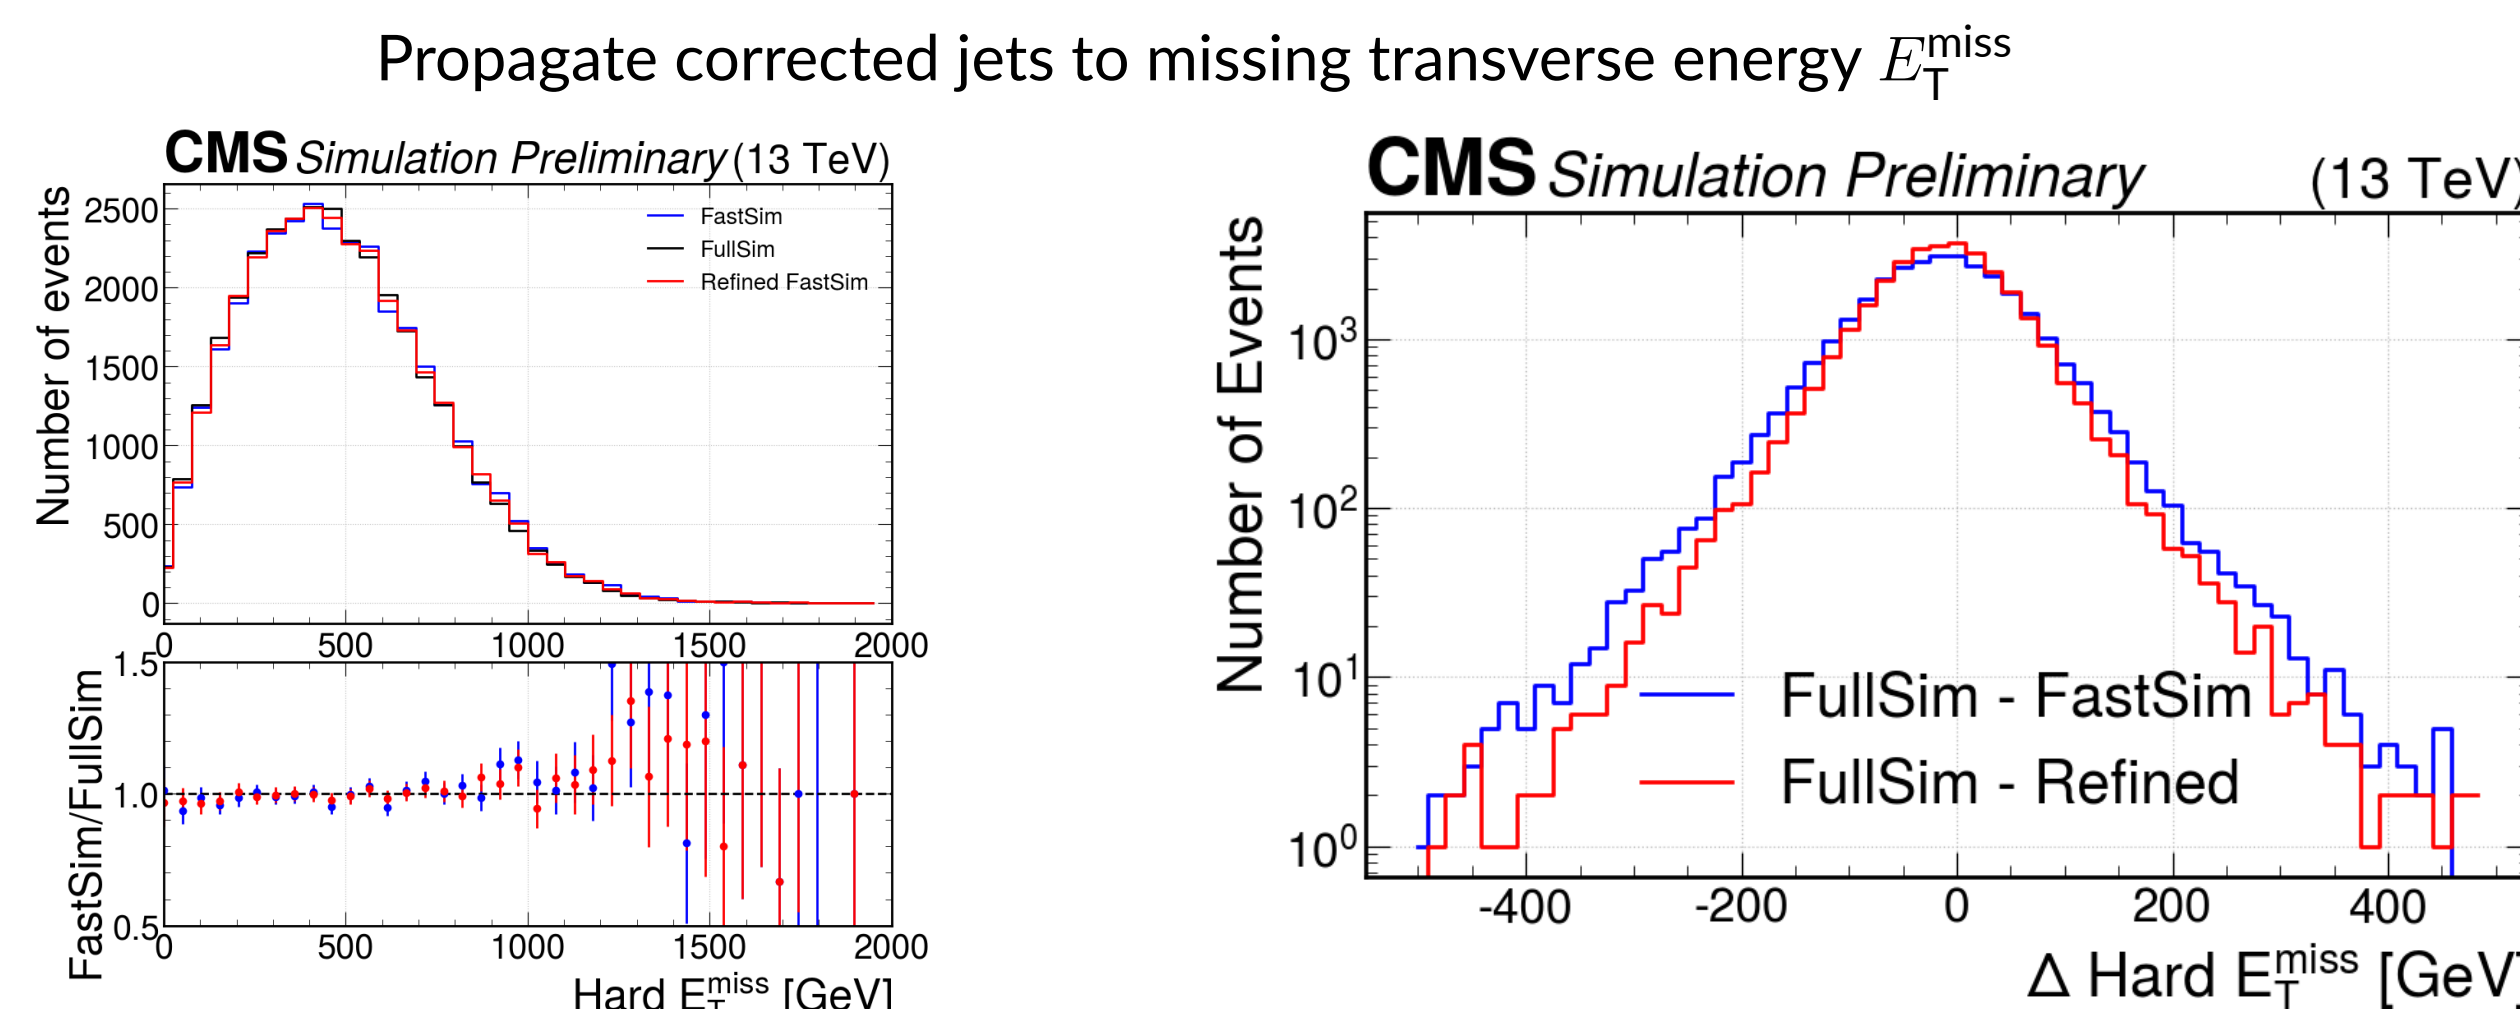 Propagate corrected jets to missing transverse energy E_T^miss
CMS Simulation Preliminary (13 TeV)
Number of events
2500
2000
1500
1000
500
0
FastSim
FullSim
Refined FastSim
0 500 1000 1500 2000
FastSim/FullSim
1.5
1.0
0.5
0 500 1000 1500 2000
Hard E_T^miss [GeV]
CMS Simulation Preliminary (13 TeV)
Number of Events
10^3
10^2
10^1
10^0
FullSim - FastSim
FullSim - Refined
-400 -200 0 200 400
Δ Hard E_T^miss [GeV]